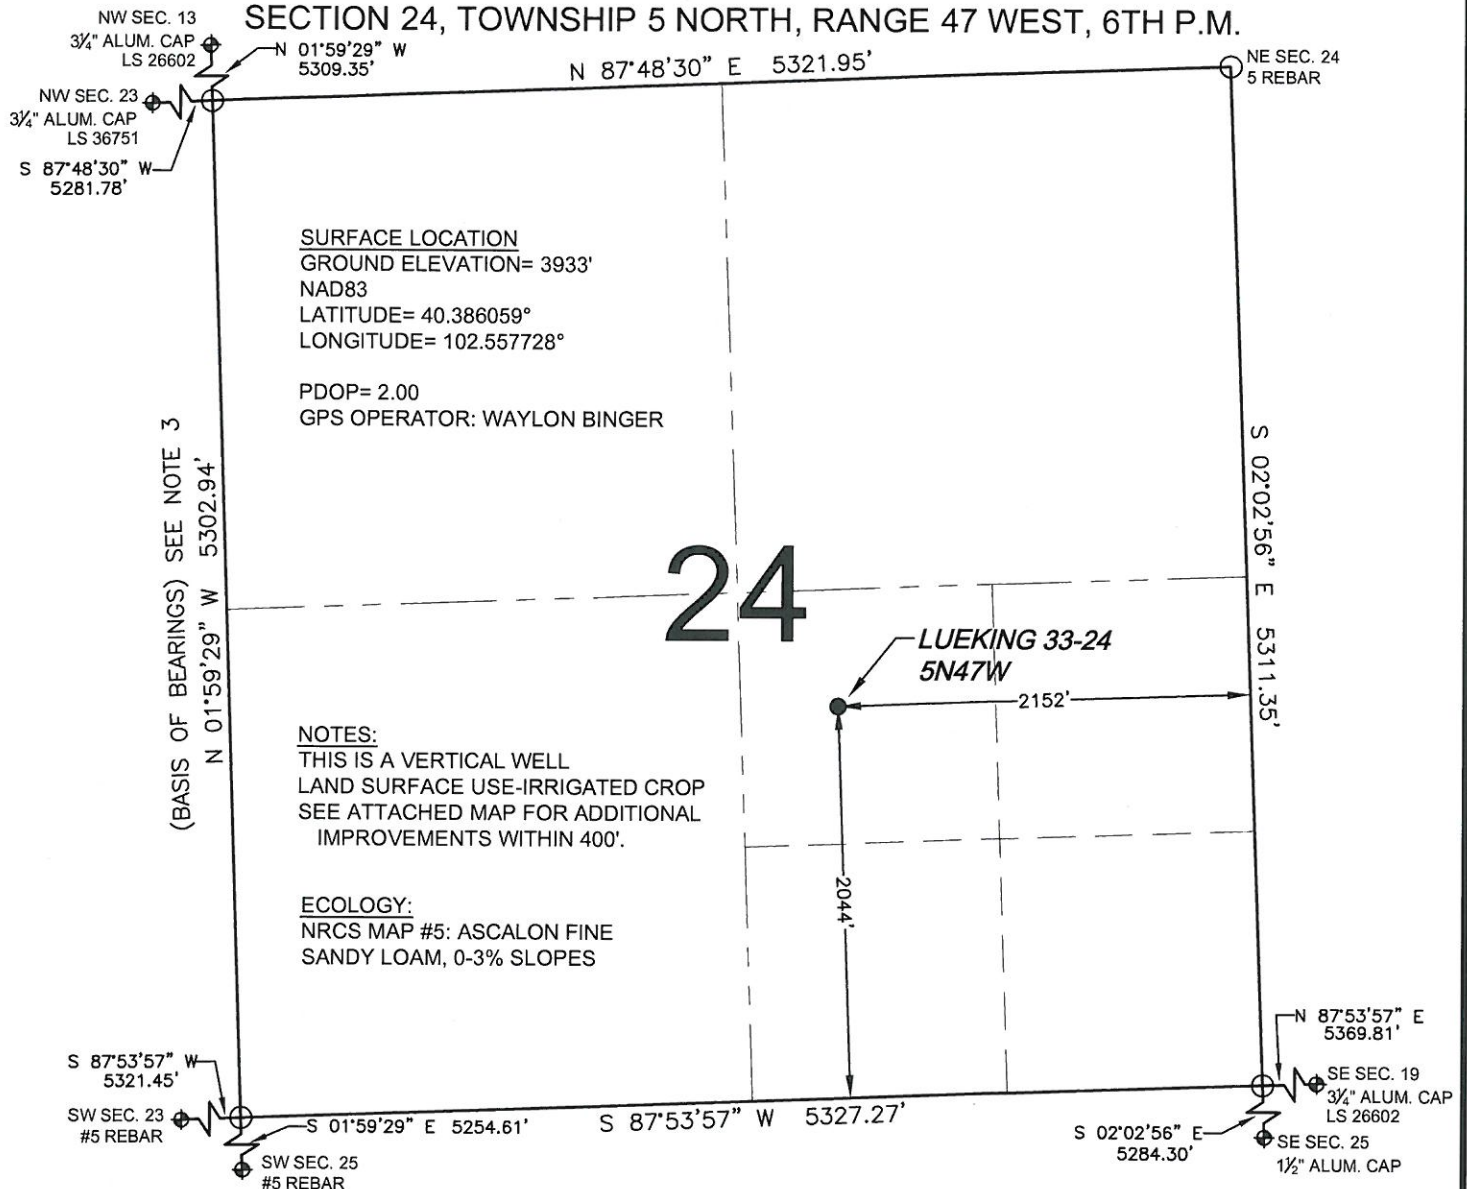 SECTION 24, TOWNSHIP 5 NORTH, RANGE 47 WEST, 6TH P.M.
NW SEC. 13
3¼" ALUM. CAP
LS 26602
N 01°59'29" W
5309.35'
N 87°48'30" E 5321.95'
NE SEC. 24
5 REBAR
NW SEC. 23
3¼" ALUM. CAP
LS 36751
S 87°48'30" W
5281.78'
SURFACE LOCATION
GROUND ELEVATION= 3933'
NAD83
LATITUDE= 40.386059°
LONGITUDE= 102.557728°
PDOP= 2.00
GPS OPERATOR: WAYLON BINGER
(BASIS OF BEARINGS) SEE NOTE 3
N 01°59'29" W 5302.94'
S 02°02'56" E 5311.35'
24
LUEKING 33-24
5N47W
2152'
2044'
NOTES:
THIS IS A VERTICAL WELL
LAND SURFACE USE-IRRIGATED CROP
SEE ATTACHED MAP FOR ADDITIONAL
IMPROVEMENTS WITHIN 400'.
ECOLOGY:
NRCS MAP #5: ASCALON FINE
SANDY LOAM, 0-3% SLOPES
S 87°53'57" W
5321.45'
SW SEC. 23
#5 REBAR
S 01°59'29" E 5254.61'
SW SEC. 25
#5 REBAR
S 87°53'57" W 5327.27'
N 87°53'57" E
5369.81'
SE SEC. 19
3¼" ALUM. CAP
LS 26602
S 02°02'56" E
5284.30'
SE SEC. 25
1½" ALUM. CAP